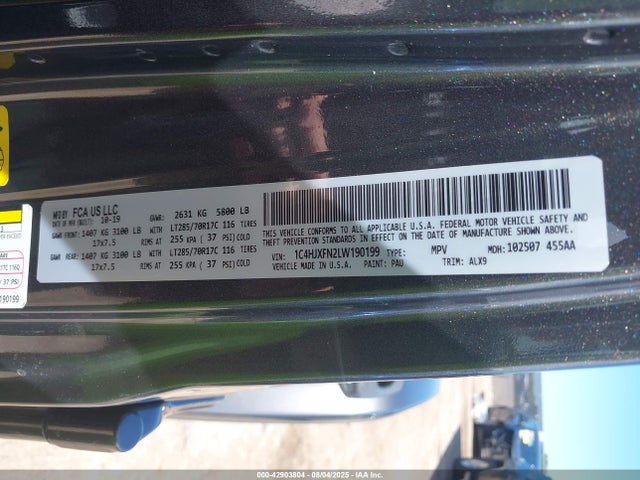 MFD BY FCA US LLC
DATE OF MFR 10-19 GVWR: 2631 KG 5800 LB
GAWR FRONT: 1407 KG 3100 LB WITH LT285/70R17C 116 TIRES
17x7.5 RIMS AT 255 KPA( 37 PSI)COLD
GAWR REAR: 1407 KG 3100 LB WITH LT285/70R17C 116 TIRES
17x7.5 RIMS AT 255 KPA( 37 PSI)COLD
THIS VEHICLE CONFORMS TO ALL APPLICABLE U.S.A. FEDERAL MOTOR VEHICLE SAFETY
AND THEFT PREVENTION STANDARDS IN EFFECT ON THE DATE OF MANUFACTURE SHOWN ABOVE.
VIN: 1C4HJXFN2LW190199 TYPE: MPV MDH:102507 455AA
VEHICLE MADE IN U.S.A. PAINT: PAU TRIM: ALX9
37 PSI
190199
000-42903804 - 08/04/2025 - IAA Inc.